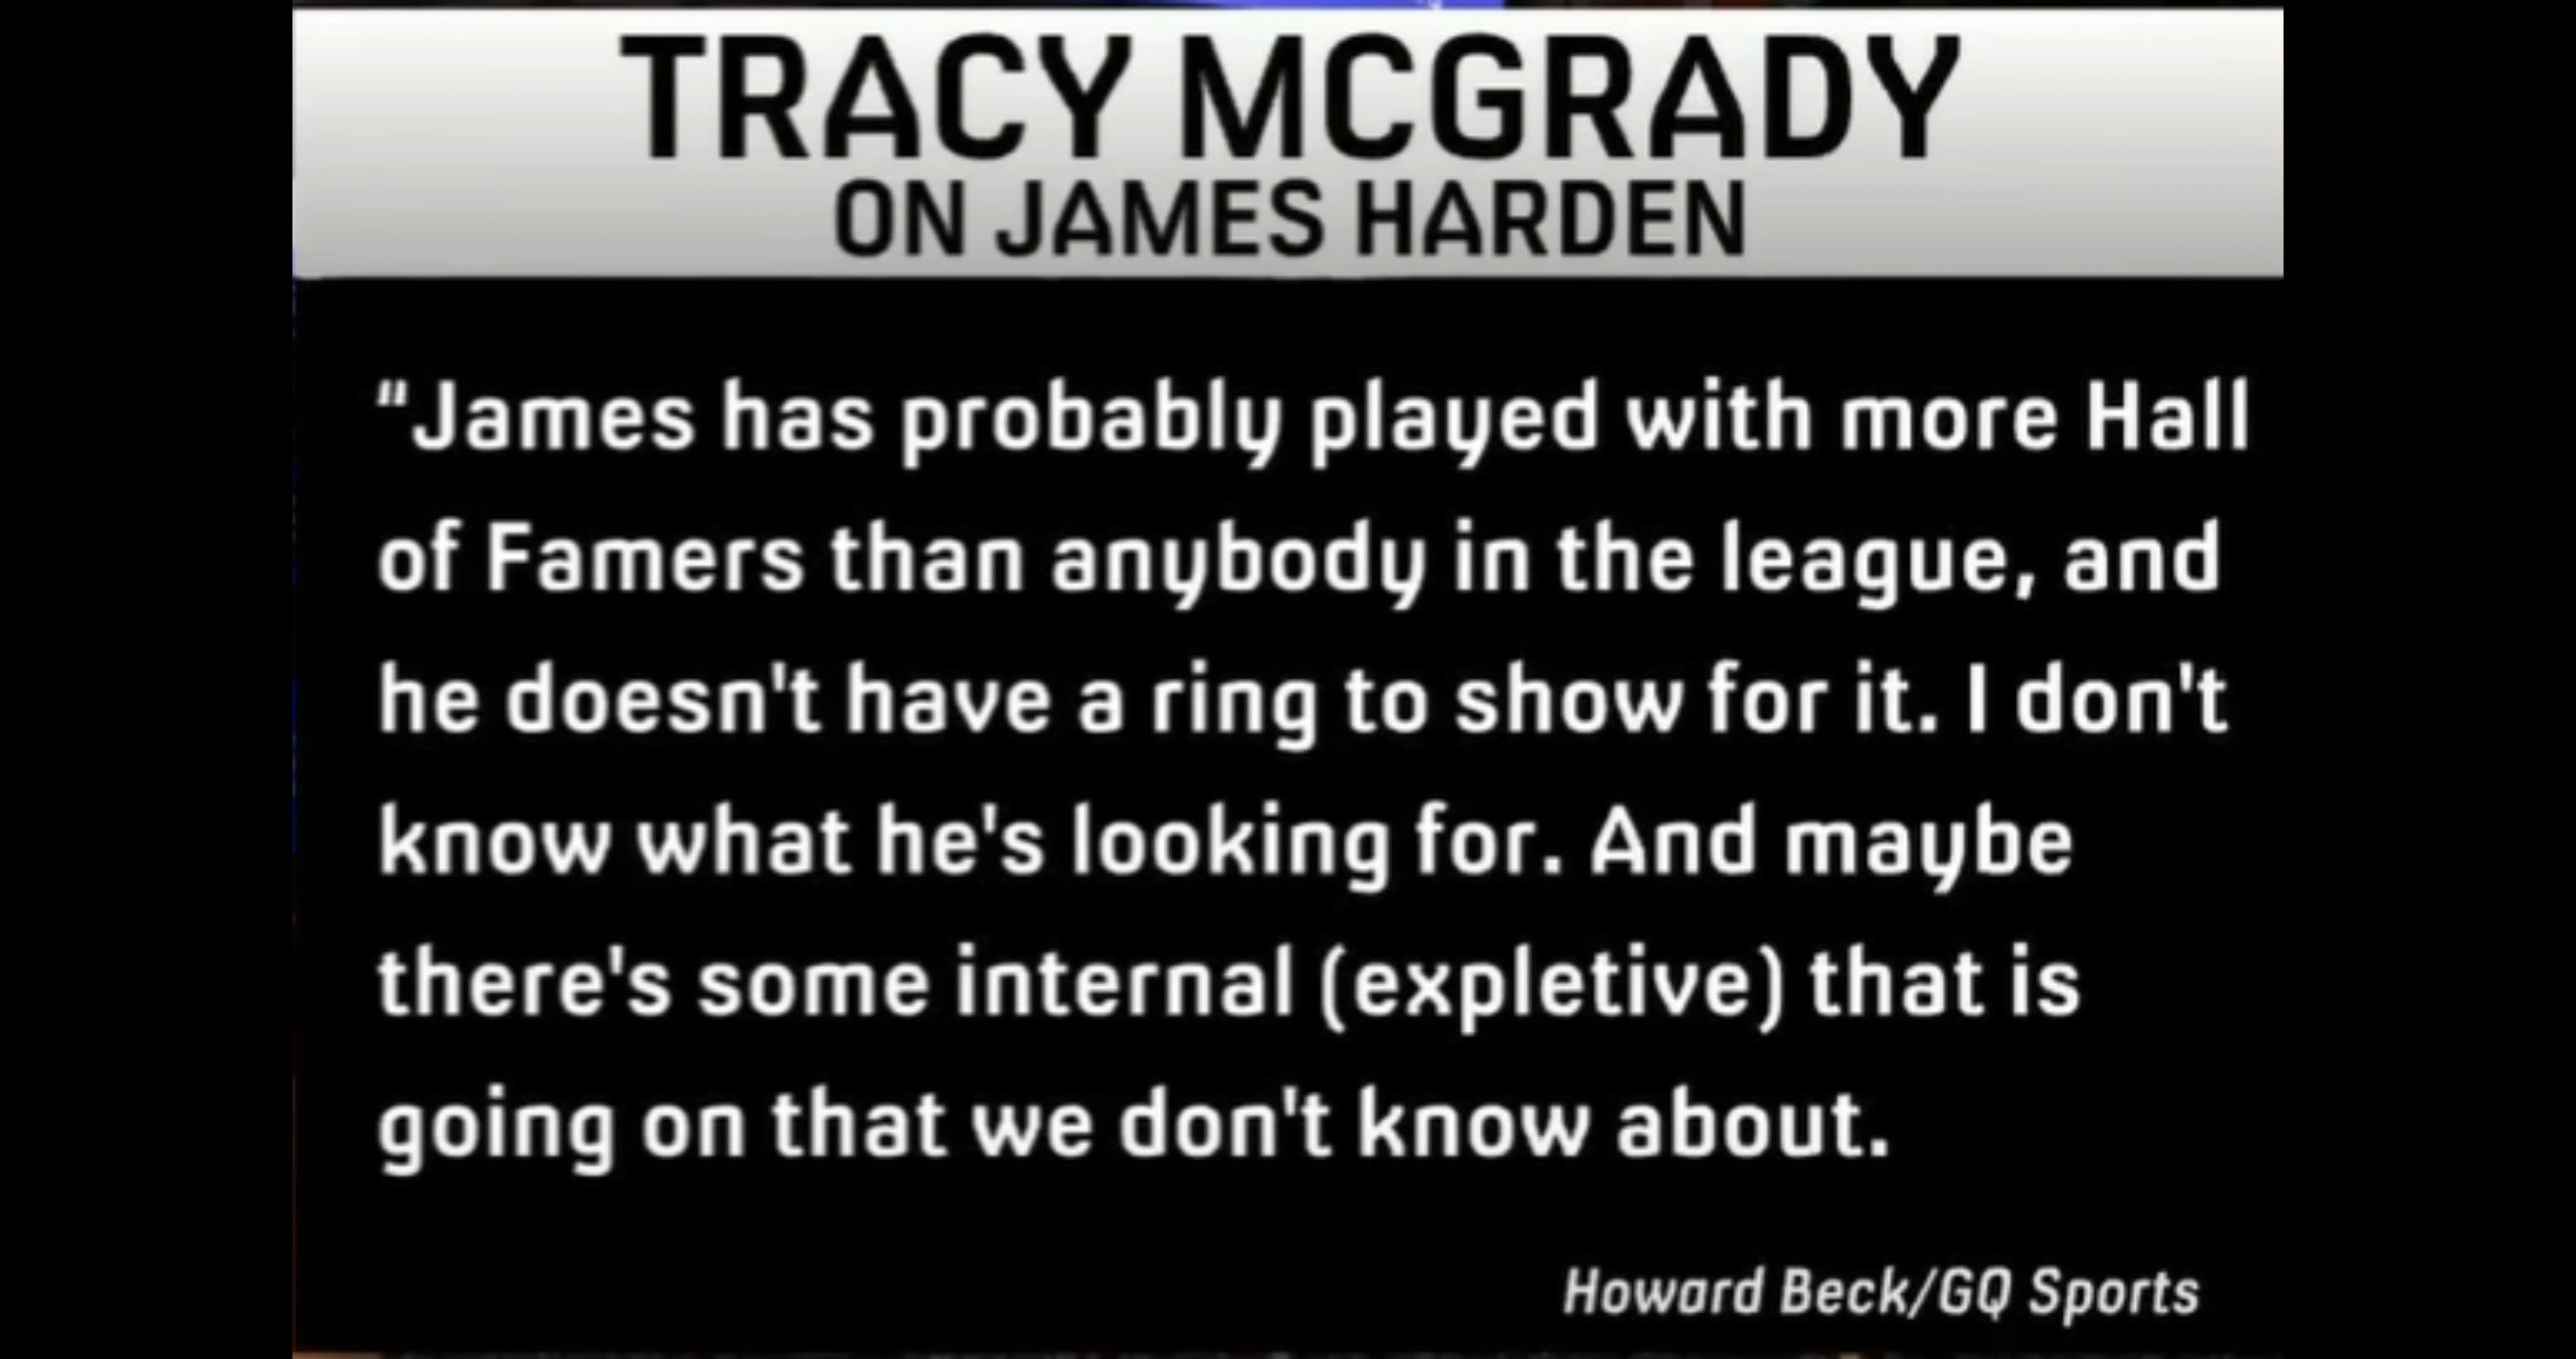 TRACY MCGRADY
ON JAMES HARDEN
"James has probably played with more Hall
of Famers than anybody in the league, and
he doesn't have a ring to show for it. I don't
know what he's looking for. And maybe
there's some internal (expletive) that is
going on that we don't know about.
Howard Beck/GQ Sports